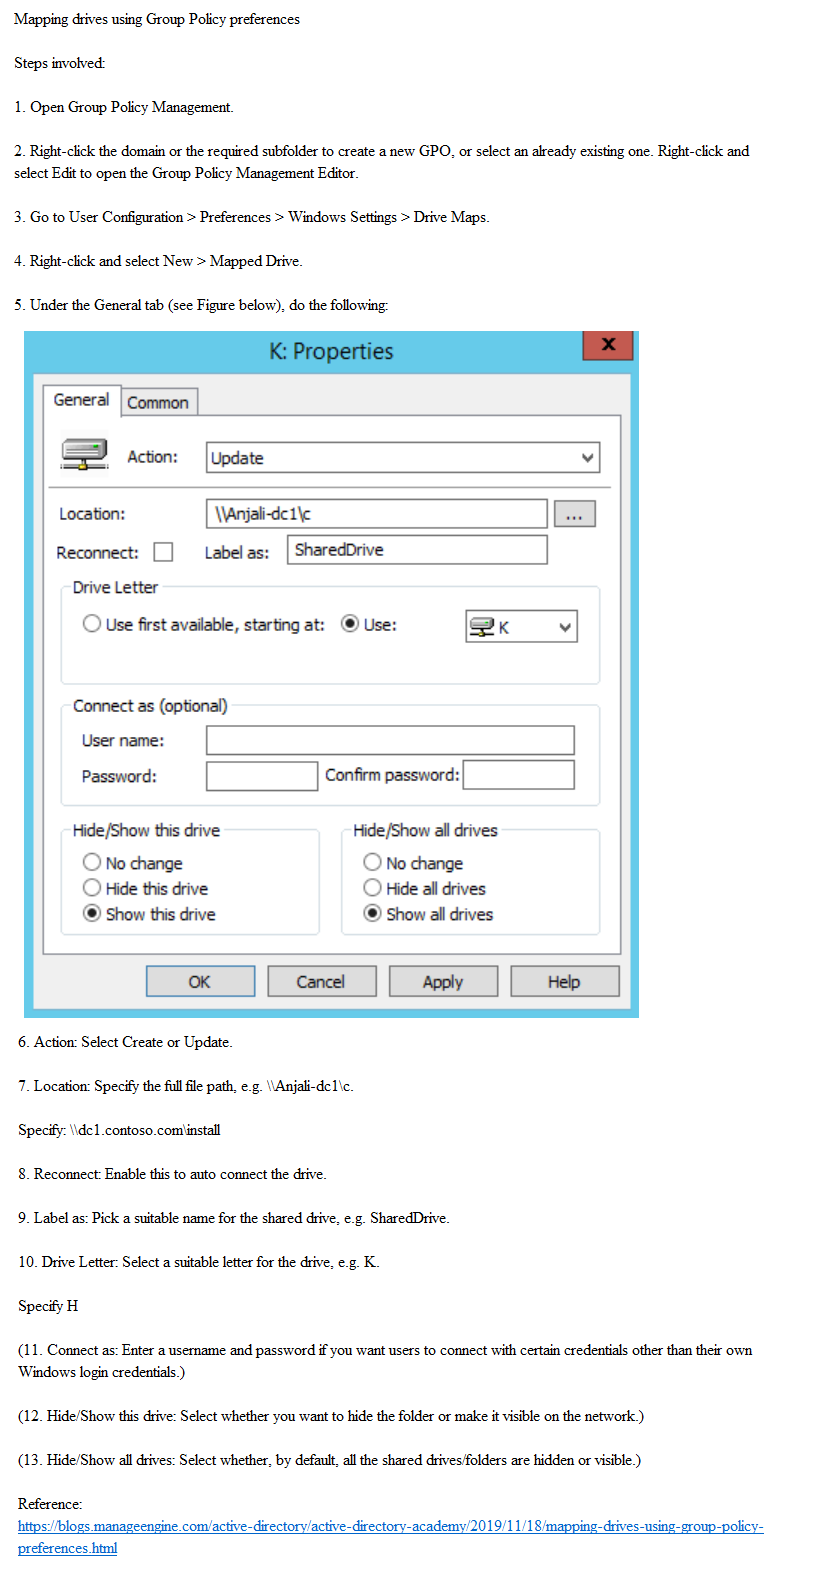 Mapping drives using Group Policy preferences
Steps involved:
1. Open Group Policy Management.
2. Right-click the domain or the required subfolder to create a new GPO, or select an already existing one. Right-click and
select Edit to open the Group Policy Management Editor.
3. Go to User Configuration > Preferences > Windows Settings > Drive Maps.
4. Right-click and select New > Mapped Drive.
5. Under the General tab (see Figure below), do the following:
K: Properties
x
General Common
Action: Update
Location: \\Anjali-dc1\c ...
Reconnect: Label as: SharedDrive
Drive Letter
Use first available, starting at: Use: K
Connect as (optional)
User name:
Password: Confirm password:
Hide/Show this drive Hide/Show all drives
No change No change
Hide this drive Hide all drives
Show this drive Show all drives
OK Cancel Apply Help
6. Action: Select Create or Update.
7. Location: Specify the full file path, e.g. \\Anjali-dc1\c.
Specify: \\dc1.contoso.com\install
8. Reconnect: Enable this to auto connect the drive.
9. Label as: Pick a suitable name for the shared drive, e.g. SharedDrive.
10. Drive Letter: Select a suitable letter for the drive, e.g. K.
Specify H
(11. Connect as: Enter a username and password if you want users to connect with certain credentials other than their own
Windows login credentials.)
(12. Hide/Show this drive: Select whether you want to hide the folder or make it visible on the network.)
(13. Hide/Show all drives: Select whether, by default, all the shared drives/folders are hidden or visible.)
Reference:
https://blogs.manageengine.com/active-directory/active-directory-academy/2019/11/18/mapping-drives-using-group-policy-
preferences.html